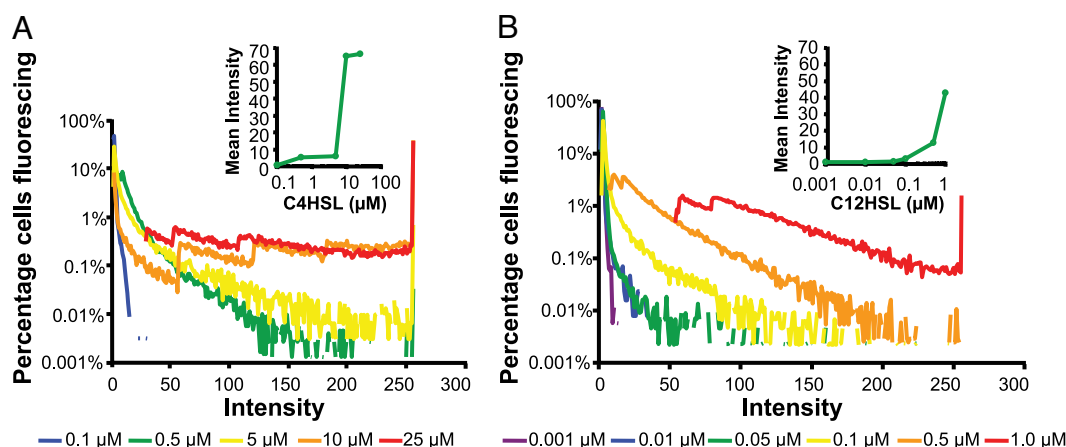 A
Percentage cells fluorescing
100%
10%
1%
0.1%
0.01%
0.001%
0
50
100
150
200
250
300
Intensity
Mean Intensity
70
60
50
40
30
20
10
0
0.1
1
10
100
C4HSL (µM)
0.1 µM
0.5 µM
5 µM
10 µM
25 µM
B
Percentage cells fluorescing
100%
10%
1%
0.1%
0.01%
0.001%
0
50
100
150
200
250
300
Intensity
Mean Intensity
70
60
50
40
30
20
10
0
0.001
0.01
0.1
1
C12HSL (µM)
0.001 µM
0.01 µM
0.05 µM
0.1 µM
0.5 µM
1.0 µM